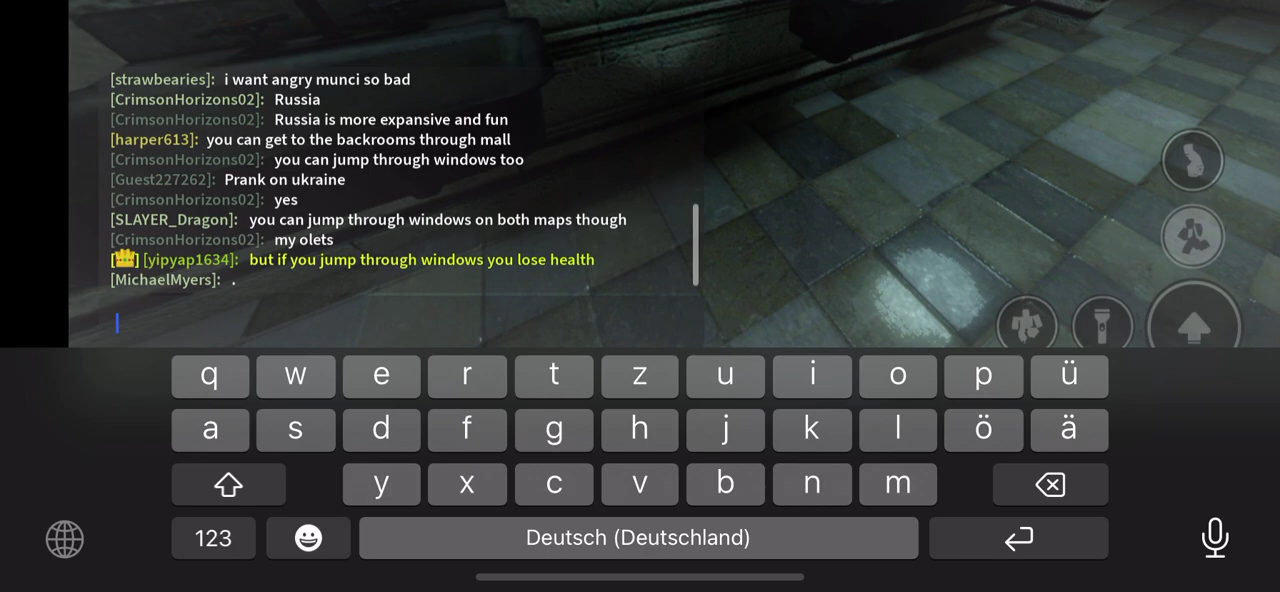 [strawbearies]: i want angry munci so bad
[CrimsonHorizons02]: Russia
[CrimsonHorizons02]: Russia is more expansive and fun
[harper613]: you can get to the backrooms through mall
[CrimsonHorizons02]: you can jump through windows too
[Guest227262]: Prank on ukraine
[CrimsonHorizons02]: yes
[SLAYER_Dragon]: you can jump through windows on both maps though
[CrimsonHorizons02]: my olets
[👑] [yipyap1634]: but if you jump through windows you lose health
[MichaelMyers]: .
q w e r t z u i o p ü
a s d f g h j k l ö ä
y x c v b n m
123 Deutsch (Deutschland)